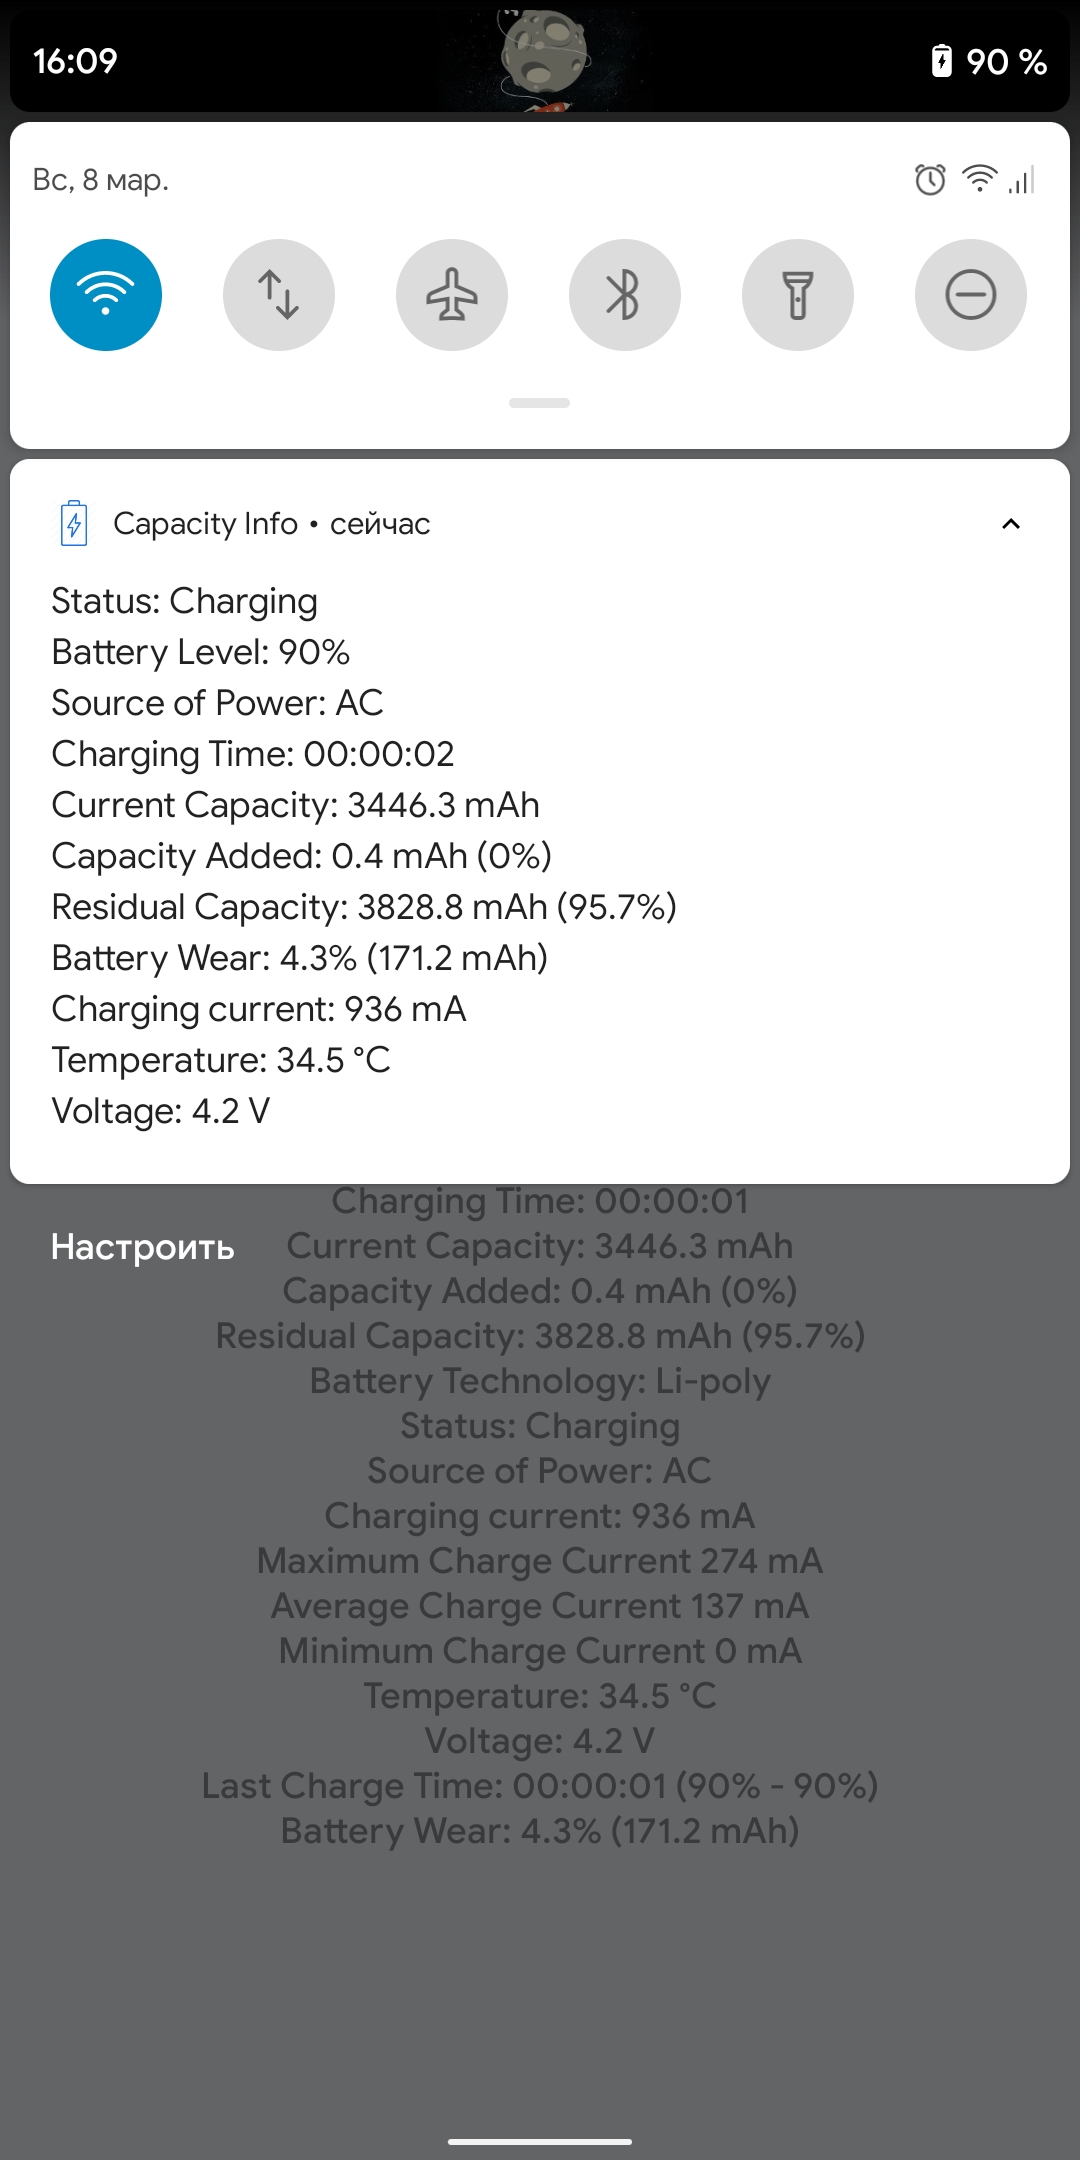 16:09
90 %
Вс, 8 мар.
Capacity Info • сейчас
Status: Charging
Battery Level: 90%
Source of Power: AC
Charging Time: 00:00:02
Current Capacity: 3446.3 mAh
Capacity Added: 0.4 mAh (0%)
Residual Capacity: 3828.8 mAh (95.7%)
Battery Wear: 4.3% (171.2 mAh)
Charging current: 936 mA
Temperature: 34.5 °C
Voltage: 4.2 V
Charging Time: 00:00:01
Настроить
Current Capacity: 3446.3 mAh
Capacity Added: 0.4 mAh (0%)
Residual Capacity: 3828.8 mAh (95.7%)
Battery Technology: Li-poly
Status: Charging
Source of Power: AC
Charging current: 936 mA
Maximum Charge Current 274 mA
Average Charge Current 137 mA
Minimum Charge Current 0 mA
Temperature: 34.5 °C
Voltage: 4.2 V
Last Charge Time: 00:00:01 (90% - 90%)
Battery Wear: 4.3% (171.2 mAh)